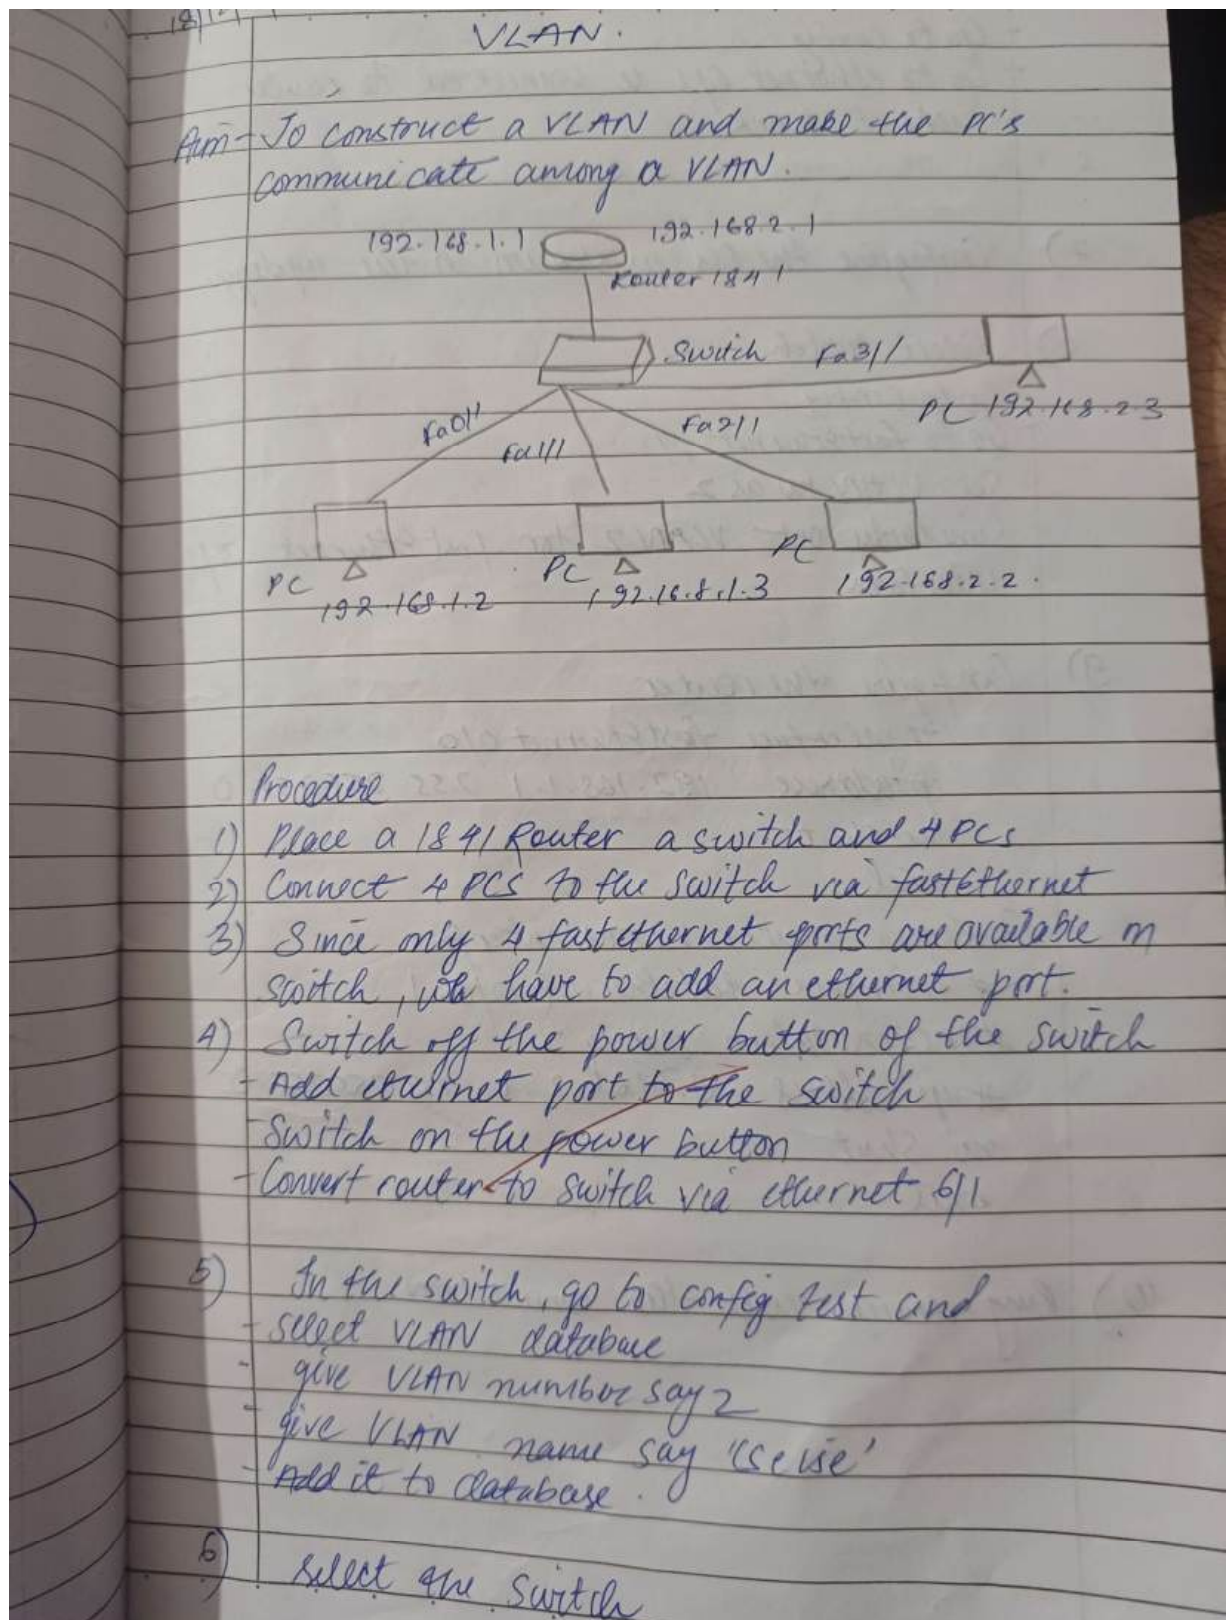 18/
VLAN.
Aim- To construct a VLAN and make the PC's
communicate among a VLAN.
192.168.1.1 192.168.2.1
Router 1841
Switch Fa3/1
PC 192.168.2.3
Fa0/1 Fa1/1 Fa2/1
PC PC PC
192.168.1.2 192.16.8.1.3 192.168.2.2.
Procedure
1) Place a 1841 Router a switch and 4 PCs
2) Connect 4 PCs to the switch via fastEthernet
3) Since only 4 fastethernet ports are available in
switch, we have to add an ethernet port.
4) Switch off the power button of the switch
- Add ethernet port to the switch
- Switch on the power button
- Convert router to switch via ethernet 6/1
5) In the switch, go to config test and
- select VLAN database
- give VLAN number say 2
- give VLAN name say
- Add it to database.
6) select the switch